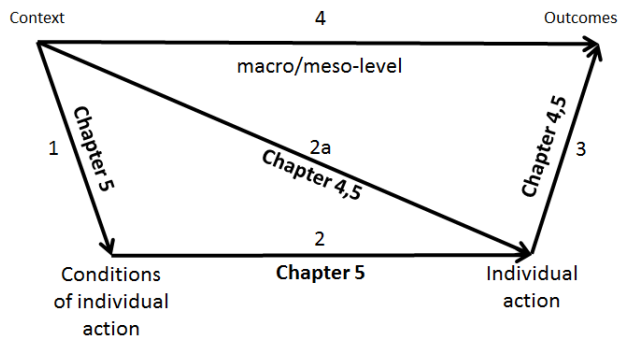 Context
4
Outcomes
macro/meso-level
1
Chapter 5
2a
Chapter 4,5
Chapter 4,5
3
2
Chapter 5
Conditions
of individual
action
Individual
action